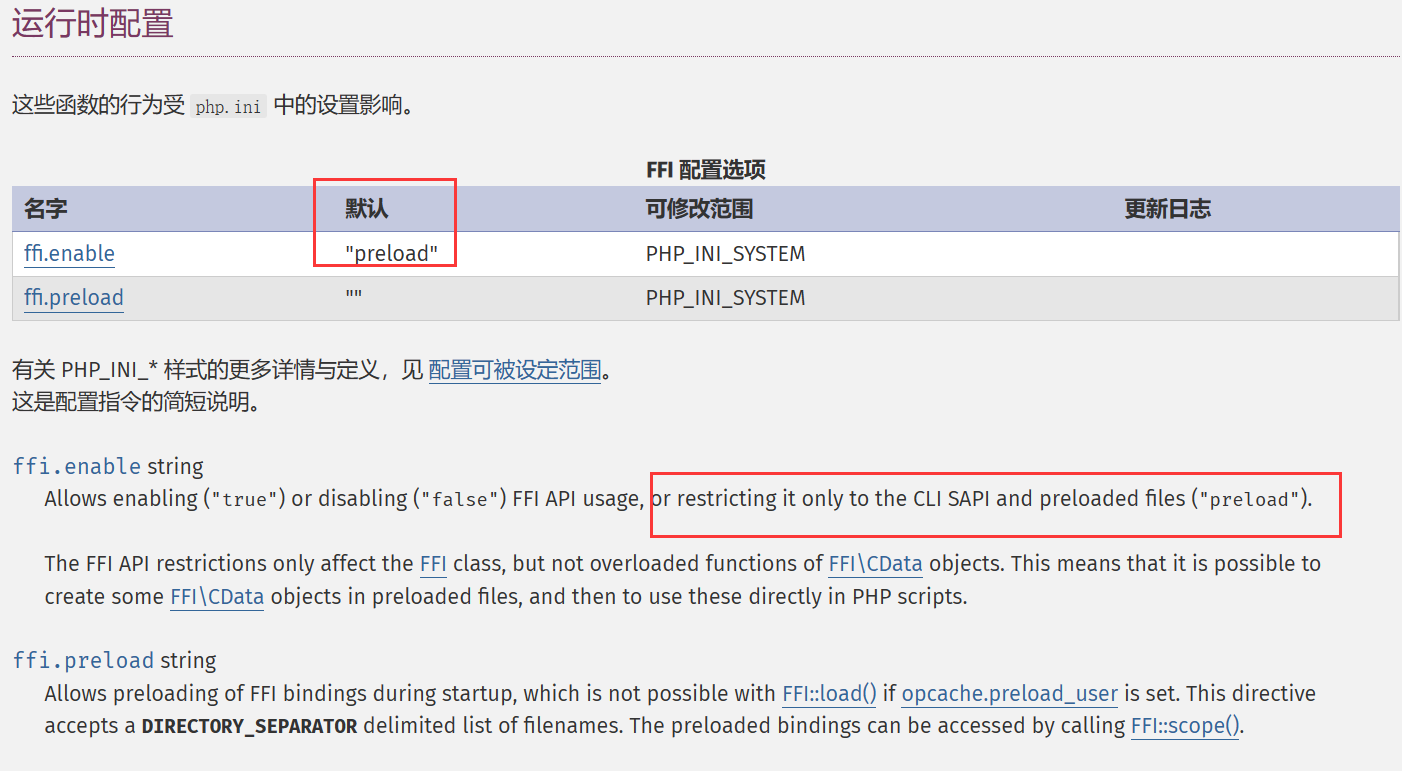 运行时配置
这些函数的行为受 php.ini 中的设置影响。
FFI 配置选项
名字 默认 可修改范围 更新日志
ffi.enable "preload" PHP_INI_SYSTEM
ffi.preload "" PHP_INI_SYSTEM
有关 PHP_INI_* 样式的更多详情与定义，见 配置可被设定范围。
这是配置指令的简短说明。
ffi.enable string
Allows enabling ("true") or disabling ("false") FFI API usage, or restricting it only to the CLI SAPI and preloaded files ("preload").
The FFI API restrictions only affect the FFI class, but not overloaded functions of FFI\CData objects. This means that it is possible to
create some FFI\CData objects in preloaded files, and then to use these directly in PHP scripts.
ffi.preload string
Allows preloading of FFI bindings during startup, which is not possible with FFI::load() if opcache.preload_user is set. This directive
accepts a DIRECTORY_SEPARATOR delimited list of filenames. The preloaded bindings can be accessed by calling FFI::scope().